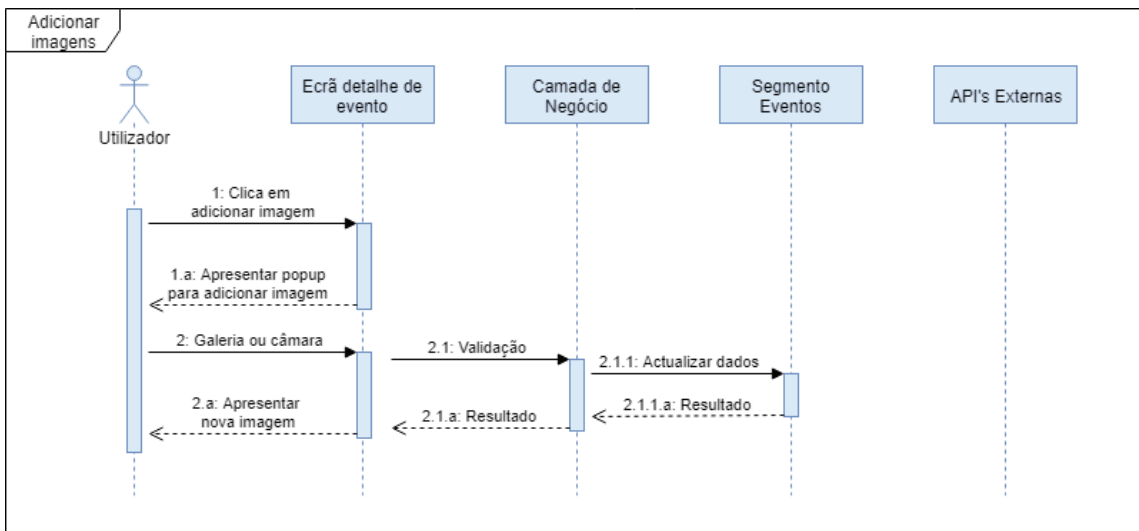 Adicionar
imagens
Utilizador
Ecrã detalhe de
evento
Camada de
Negócio
Segmento
Eventos
API's Externas
1: Clica em
adicionar imagem
1.a: Apresentar popup
para adicionar imagem
2: Galeria ou câmara
2.1: Validação
2.1.1: Actualizar dados
2.a: Apresentar
nova imagem
2.1.a: Resultado
2.1.1.a: Resultado